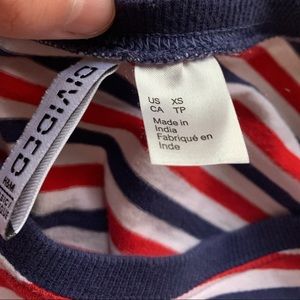 DIVIDED
H&M
US XS
CA TP
Made in
India
Fabriqué en
Inde